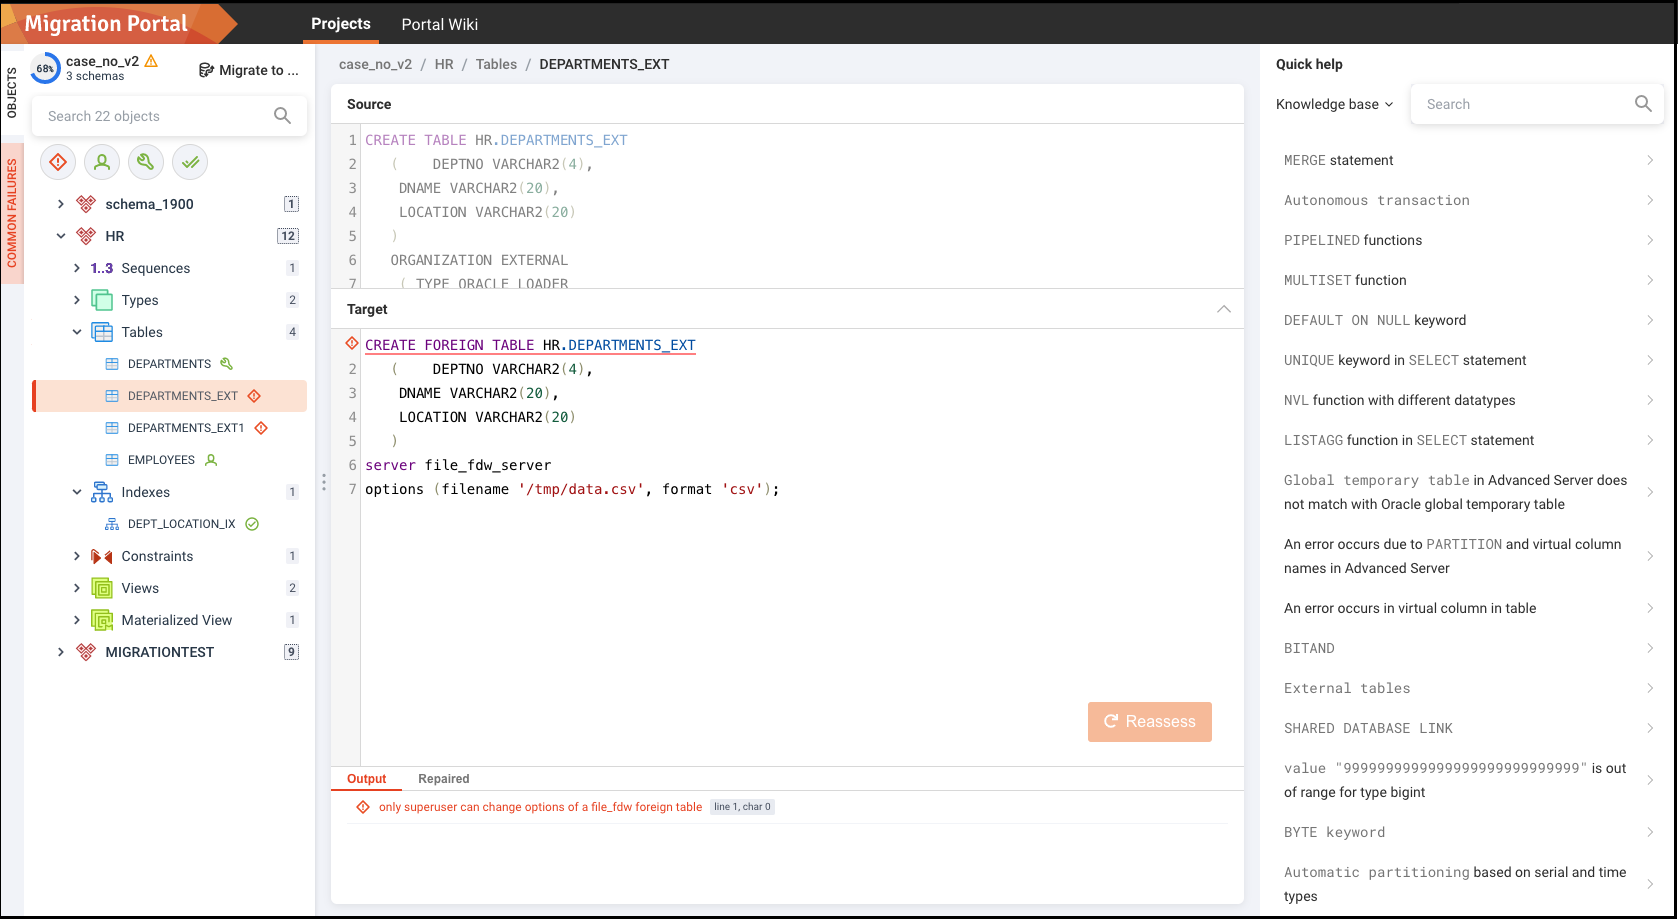 Migration Portal
Projects
Portal Wiki
OBJECTS
COMMON FAILURES
68%
case_no_v2
3 schemas
Migrate to ...
Search 22 objects
schema_1900
1
HR
12
1..3 Sequences
1
Types
2
Tables
4
DEPARTMENTS
DEPARTMENTS_EXT
DEPARTMENTS_EXT1
EMPLOYEES
Indexes
1
DEPT_LOCATION_IX
Constraints
1
Views
2
Materialized View
1
MIGRATIONTEST
9
case_no_v2 / HR / Tables / DEPARTMENTS_EXT
Source
1 CREATE TABLE HR.DEPARTMENTS_EXT
2 ( DEPTNO VARCHAR2(4),
3 DNAME VARCHAR2(20),
4 LOCATION VARCHAR2(20)
5 )
6 ORGANIZATION EXTERNAL
7 ( TYPE ORACLE_LOADER
Target
CREATE FOREIGN TABLE HR.DEPARTMENTS_EXT
2 ( DEPTNO VARCHAR2(4),
3 DNAME VARCHAR2(20),
4 LOCATION VARCHAR2(20)
5 )
6 server file_fdw_server
7 options (filename '/tmp/data.csv', format 'csv');
Reassess
Output
Repaired
only superuser can change options of a file_fdw foreign table
line 1, char 0
Quick help
Knowledge base
Search
MERGE statement
Autonomous transaction
PIPELINED functions
MULTISET function
DEFAULT ON NULL keyword
UNIQUE keyword in SELECT statement
NVL function with different datatypes
LISTAGG function in SELECT statement
Global temporary table in Advanced Server does
not match with Oracle global temporary table
An error occurs due to PARTITION and virtual column
names in Advanced Server
An error occurs in virtual column in table
BITAND
External tables
SHARED DATABASE LINK
value "9999999999999999999999999999" is out
of range for type bigint
BYTE keyword
Automatic partitioning based on serial and time
types